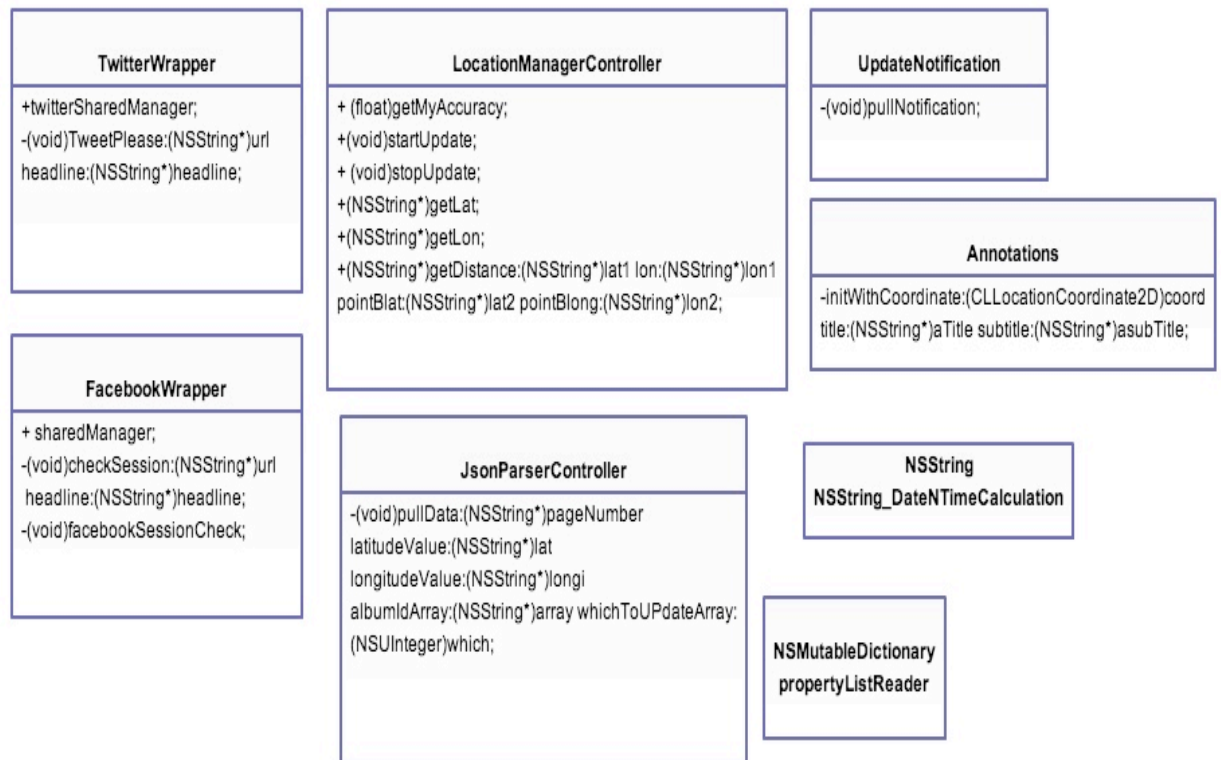 TwitterWrapper
+twitterSharedManager;
-(void)TweetPlease:(NSString*)url
headline:(NSString*)headline;
LocationManagerController
+ (float)getMyAccuracy;
+(void)startUpdate;
+ (void)stopUpdate;
+(NSString*)getLat;
+(NSString*)getLon;
+(NSString*)getDistance:(NSString*)lat1 lon:(NSString*)lon1
pointBlat:(NSString*)lat2 pointBlong:(NSString*)lon2;
UpdateNotification
-(void)pullNotification;
Annotations
-initWithCoordinate:(CLLocationCoordinate2D)coord
title:(NSString*)aTitle subtitle:(NSString*)asubTitle;
FacebookWrapper
+ sharedManager;
-(void)checkSession:(NSString*)url
headline:(NSString*)headline;
-(void)facebookSessionCheck;
JsonParserController
-(void)pullData:(NSString*)pageNumber
latitudeValue:(NSString*)lat
longitudeValue:(NSString*)longi
albumIdArray:(NSString*)array whichToUPdateArray:
(NSUInteger)which;
NSString
NSString_DateNTimeCalculation
NSMutableDictionary
propertyListReader